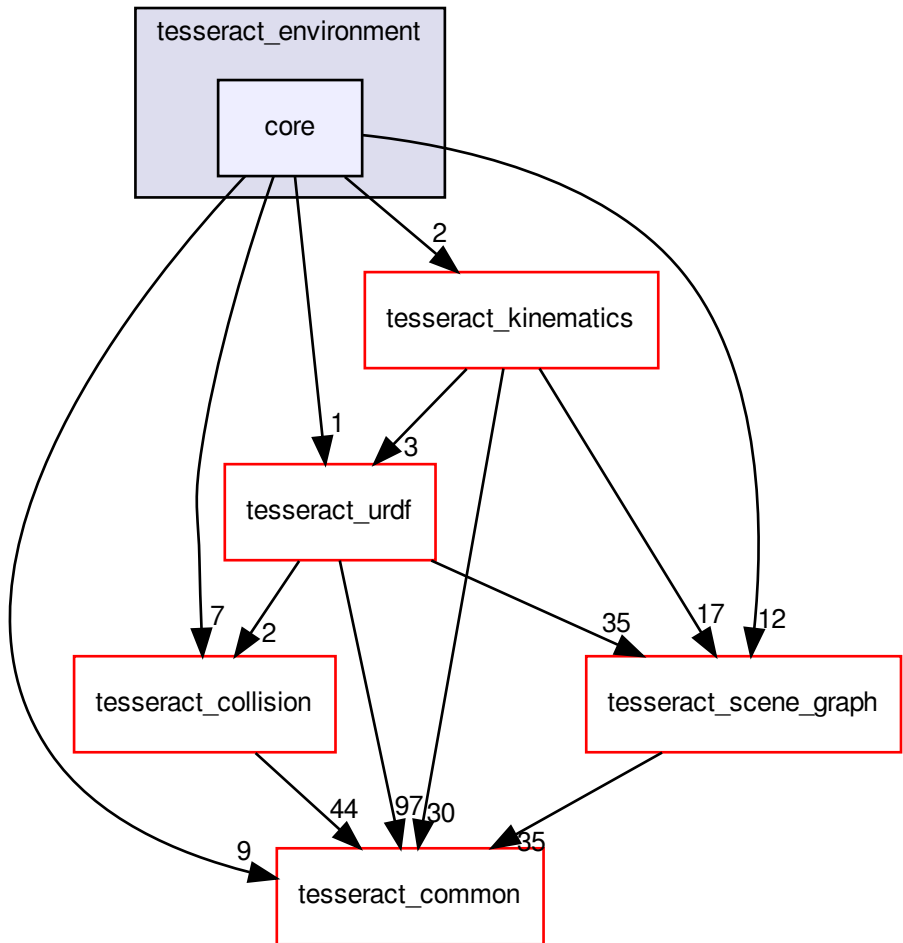 tesseract_environment
core
2
tesseract_kinematics
1
3
tesseract_urdf
7
2
35
17
12
tesseract_collision
tesseract_scene_graph
44
97
30
35
9
tesseract_common